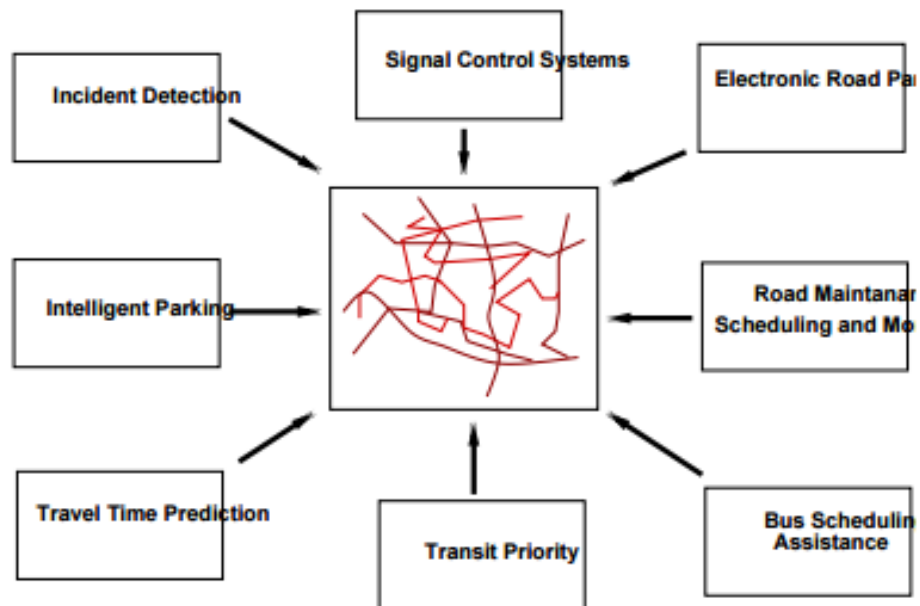 Signal Control Systems
Incident Detection
Electronic Road Pa
Intelligent Parking
Road Maintanar
Scheduling and Mo
Travel Time Prediction
Transit Priority
Bus Schedulin
Assistance